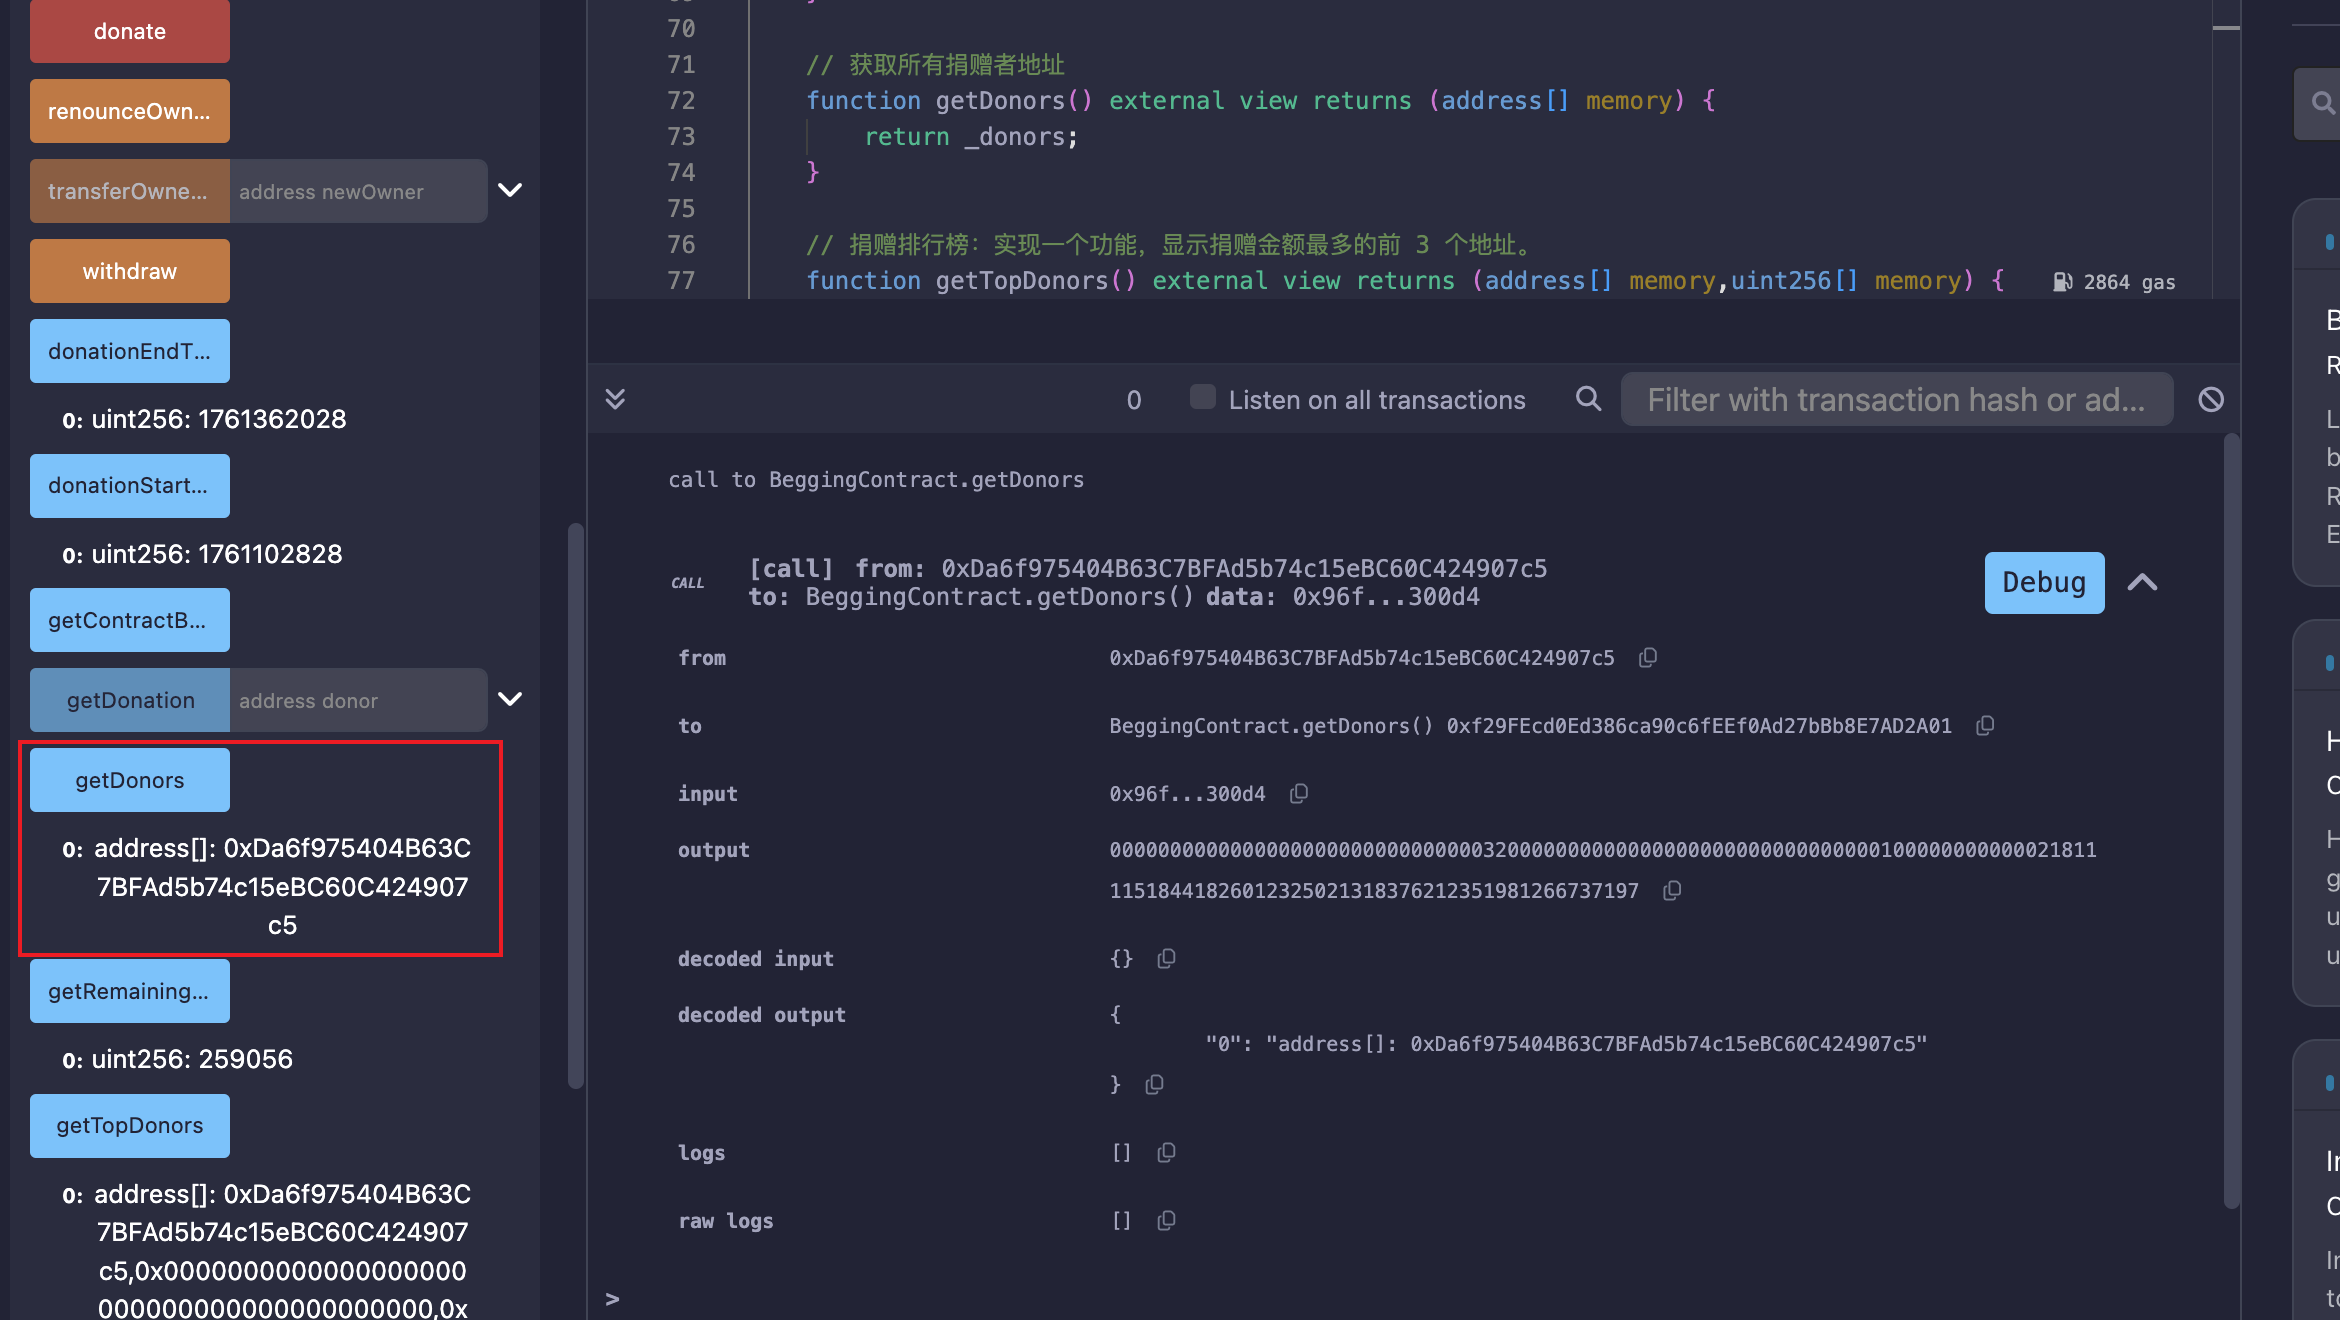 donate
renounceOwn...
transferOwne...
address newOwner
withdraw
donationEndT...
0: uint256: 1761362028
donationStart...
0: uint256: 1761102828
getContractB...
getDonation
address donor
getDonors
0: address[]: 0xDa6f975404B63C
7BFAd5b74c15eBC60C424907
c5
getRemaining...
0: uint256: 259056
getTopDonors
0: address[]: 0xDa6f975404B63C
7BFAd5b74c15eBC60C424907
70
71 // 获取所有捐赠者地址
72 function getDonors() external view returns (address[] memory) {
73 return _donors;
74 }
75
76 // 捐赠排行榜：实现一个功能，显示捐赠金额最多的前 3 个地址。
77 function getTopDonors() external view returns (address[] memory,uint256[] memory) { 2864 gas
0
Listen on all transactions
Filter with transaction hash or ad...
call to BeggingContract.getDonors
CALL
[call] from: 0xDa6f975404B63C7BFAd5b74c15eBC60C424907c5
to: BeggingContract.getDonors() data: 0x96f...300d4
Debug
from 0xDa6f975404B63C7BFAd5b74c15eBC60C424907c5
to BeggingContract.getDonors() 0xf29FEcd0Ed386ca90c6fEEf0Ad27bBb8E7AD2A01
input 0x96f...300d4
output
1151844182601232502131837621235198126673​7197
decoded input {}
decoded output {
"0": "address[]: 0xDa6f975404B63C7BFAd5b74c15eBC60C424907c5"
}
logs []
raw logs []
>